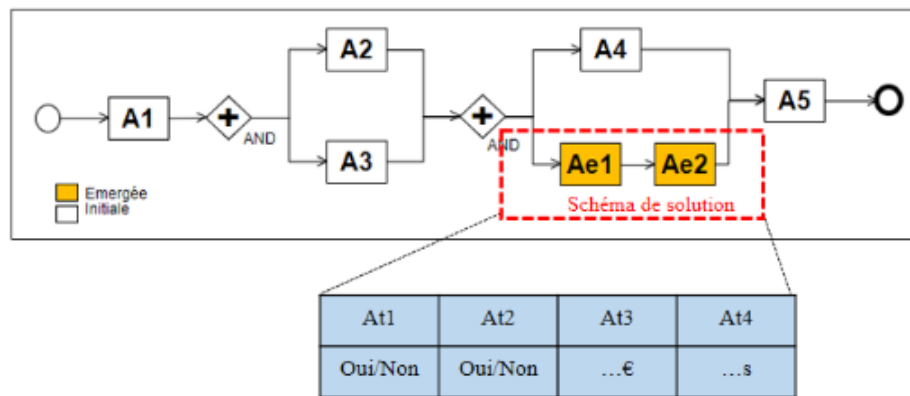 A1
AND
A2
A3
AND
A4
Ae1
Ae2
A5
Emergée
Initiale
Schéma de solution
At1 At2 At3 At4
Oui/Non Oui/Non ...€ ...s